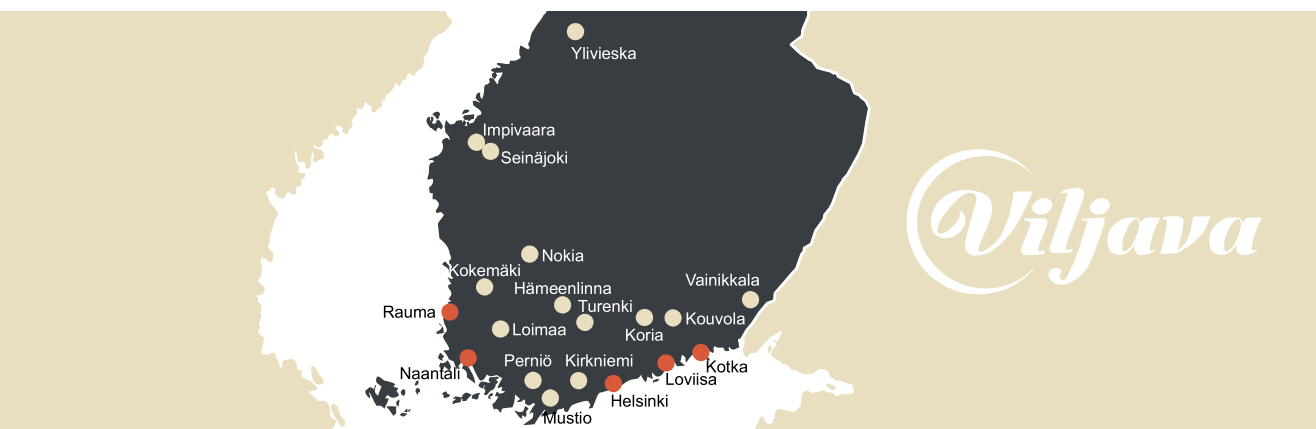 Ylivieska
Impivaara
Seinäjoki
Viljava
Nokia
Kokemäki
Vainikkala
Hämeenlinna
Turenki
Rauma
Kouvola
Loimaa
Koria
Perniö
Kirkniemi
Kotka
Naantali
Loviisa
Helsinki
Mustio